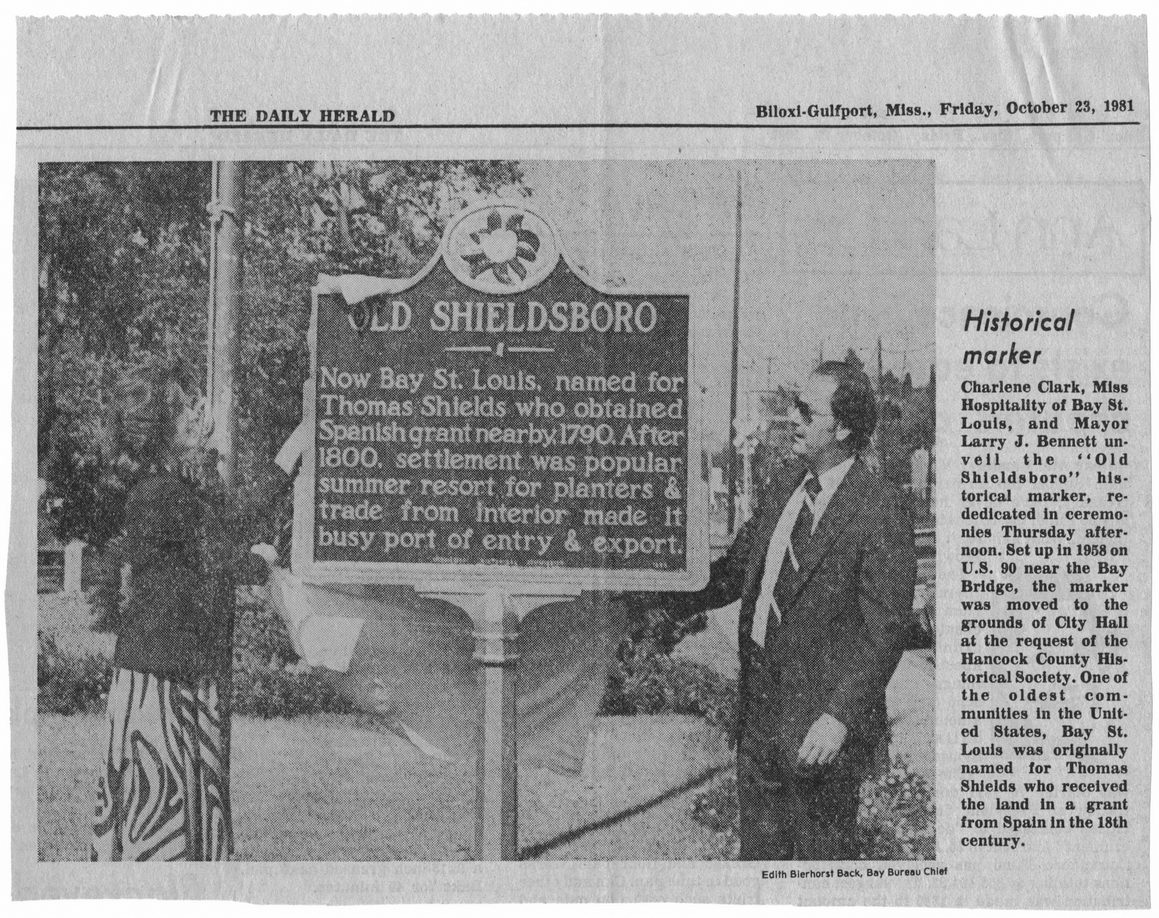 THE DAILY HERALD
Biloxi-Gulfport, Miss., Friday, October 23, 1981
OLD SHIELDSBORO
Now Bay St. Louis, named for
Thomas Shields who obtained
Spanish grant nearby, 1790. After
1800, settlement was popular
summer resort for planters &
trade from interior made it
busy port of entry & export.
Historical
marker
Charlene Clark, Miss
Hospitality of Bay St.
Louis, and Mayor
Larry J. Bennett un-
veil the "Old
Shieldsboro" his-
torical marker, re-
dedicated in ceremo-
nies Thursday after-
noon. Set up in 1958 on
U.S. 90 near the Bay
Bridge, the marker
was moved to the
grounds of City Hall
at the request of the
Hancock County His-
torical Society. One of
the oldest com-
munities in the Unit-
ed States, Bay St.
Louis was originally
named for Thomas
Shields who received
the land in a grant
from Spain in the 18th
century.
Edith Bierhorst Back, Bay Bureau Chief